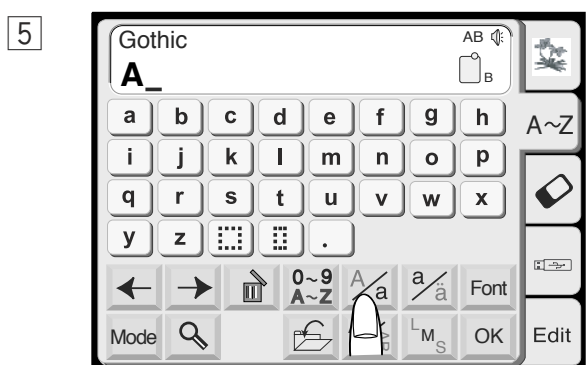 5
Gothic AB
A_ B
a b c d e f g h A~Z
i j k l m n o p
q r s t u v w x
y z .
0~9 A~Z A/a a/ä Font
Mode L M S OK Edit